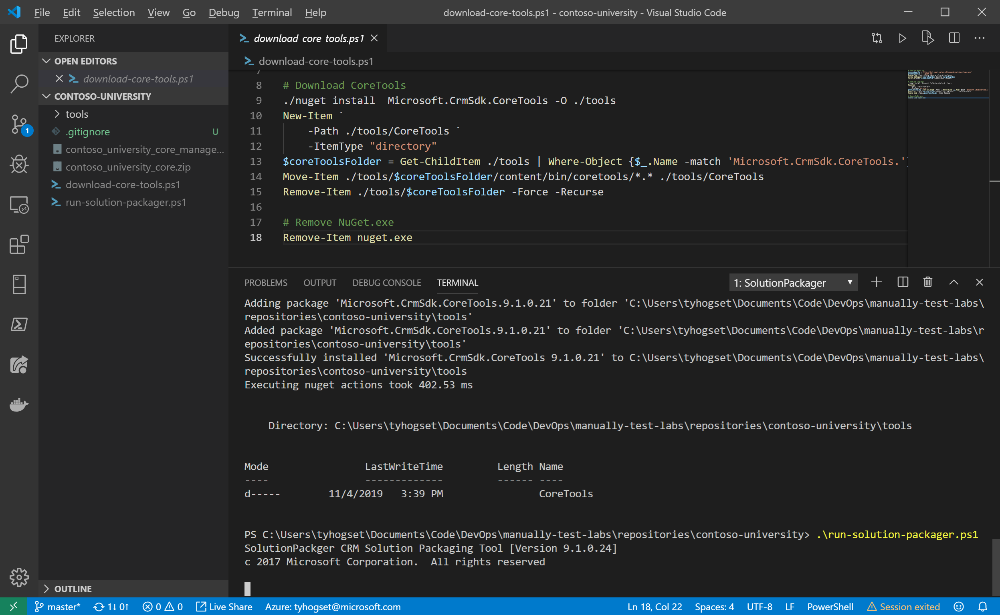 File Edit Selection View Go Debug Terminal Help
download-core-tools.ps1 - contoso-university - Visual Studio Code
EXPLORER
OPEN EDITORS
download-core-tools.ps1
CONTOSO-UNIVERSITY
tools
.gitignore U
contoso_university_core_manage...
contoso_university_core.zip
download-core-tools.ps1
run-solution-packager.ps1
OUTLINE
1
download-core-tools.ps1
download-core-tools.ps1
7
8 # Download CoreTools
9 ./nuget install  Microsoft.CrmSdk.CoreTools -O ./tools
10 New-Item `
11 -Path ./tools/CoreTools `
12 -ItemType "directory"
13 $coreToolsFolder = Get-ChildItem ./tools | Where-Object {$_.Name -match 'Microsoft.CrmSdk.CoreTools.'}
14 Move-Item ./tools/$coreToolsFolder/content/bin/coretools/*.* ./tools/CoreTools
15 Remove-Item ./tools/$coreToolsFolder -Force -Recurse
16
17 # Remove NuGet.exe
18 Remove-Item nuget.exe
PROBLEMS OUTPUT DEBUG CONSOLE TERMINAL
1: SolutionPackager
Adding package 'Microsoft.CrmSdk.CoreTools.9.1.0.21' to folder 'C:\Users\tyhogset\Documents\Code\DevOps\manually-test-labs\
repositories\contoso-university\tools'
Added package 'Microsoft.CrmSdk.CoreTools.9.1.0.21' to folder 'C:\Users\tyhogset\Documents\Code\DevOps\manually-test-labs\r
epositories\contoso-university\tools'
Successfully installed 'Microsoft.CrmSdk.CoreTools 9.1.0.21' to C:\Users\tyhogset\Documents\Code\DevOps\manually-test-labs\
repositories\contoso-university\tools
Executing nuget actions took 402.53 ms
Directory: C:\Users\tyhogset\Documents\Code\DevOps\manually-test-labs\repositories\contoso-university\tools
Mode LastWriteTime Length Name
---- ------------- ------ ----
d----- 11/4/2019 3:39 PM CoreTools
PS C:\Users\tyhogset\Documents\Code\DevOps\manually-test-labs\repositories\contoso-university> .\run-solution-packager.ps1
SolutionPackger CRM Solution Packaging Tool [Version 9.1.0.24]
c 2017 Microsoft Corporation.  All rights reserved
master* 1↓ 0↑ 0 0 Live Share Azure: tyhogset@microsoft.com Ln 18, Col 22 Spaces: 4 UTF-8 LF PowerShell Session exited